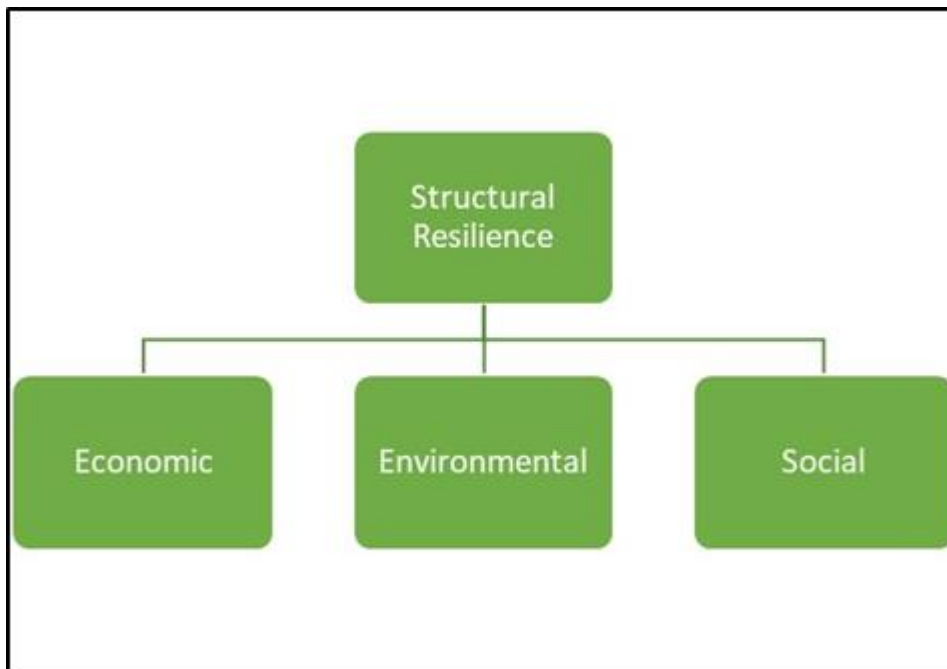 Structural
Resilience
Economic
Environmental
Social